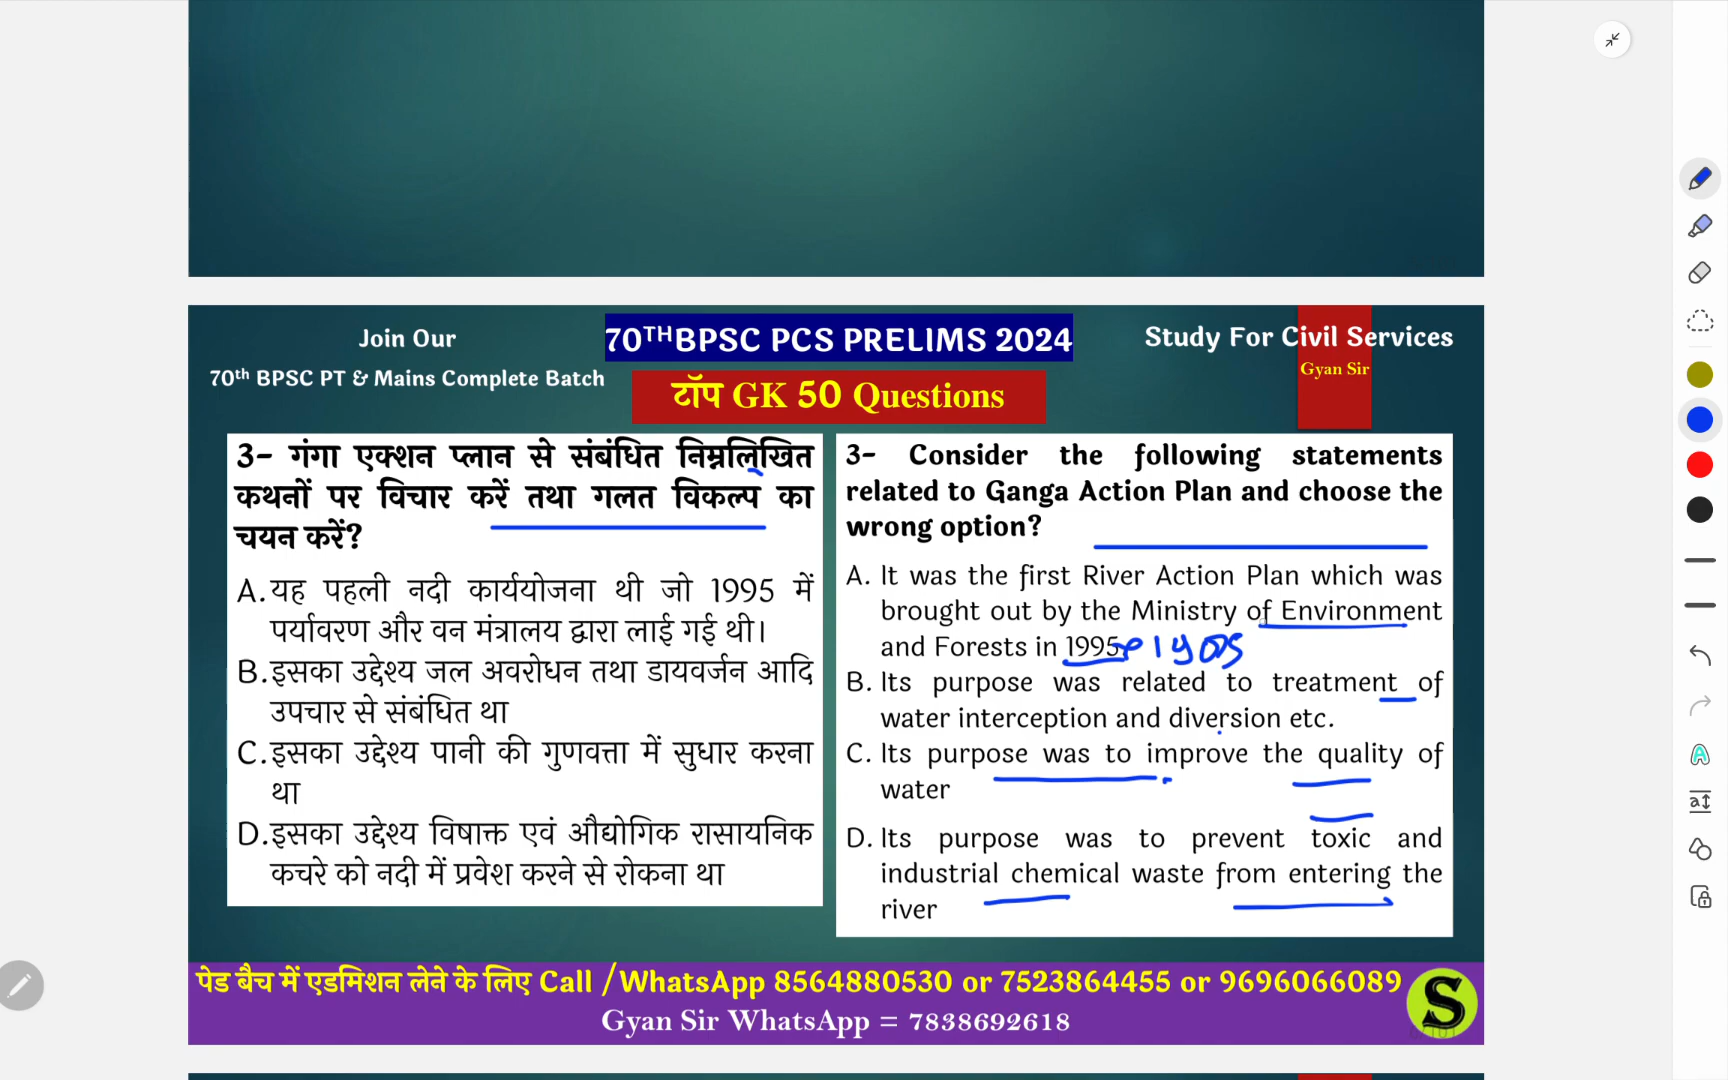 Join Our
70th BPSC PT & Mains Complete Batch
70THBPSC PCS PRELIMS 2024
टॉप GK 50 Questions
Study For Civil Services
Gyan Sir
3- गंगा एक्शन प्लान से संबंधित निम्नलिखित
कथनों पर विचार करें तथा गलत विकल्प का
चयन करें?
A. यह पहली नदी कार्ययोजना थी जो 1995 में
पर्यावरण और वन मंत्रालय द्वारा लाई गई थी।
B. इसका उद्देश्य जल अवरोधन तथा डायवर्जन आदि
उपचार से संबंधित था
C. इसका उद्देश्य पानी की गुणवत्ता में सुधार करना
था
D. इसका उद्देश्य विषाक्त एवं औद्योगिक रासायनिक
कचरे को नदी में प्रवेश करने से रोकना था
3- Consider the following statements
related to Ganga Action Plan and choose the
wrong option?
A. It was the first River Action Plan which was
brought out by the Ministry of Environment
and Forests in 1995
B. Its purpose was related to treatment of
water interception and diversion etc.
C. Its purpose was to improve the quality of
water
D. Its purpose was to prevent toxic and
industrial chemical waste from entering the
river
पेड बैच में एडमिशन लेने के लिए Call /WhatsApp 8564880530 or 7523864455 or 9696066089
Gyan Sir WhatsApp = 7838692618
S